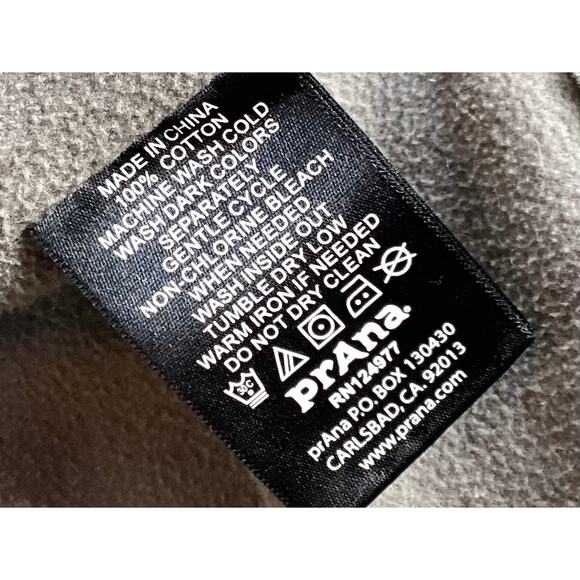 MADE IN CHINA
100% COTTON
MACHINE WASH COLD
WASH DARK COLORS
SEPARATELY
GENTLE CYCLE
NON-CHLORINE BLEACH
WHEN NEEDED
WASH INSIDE OUT
TUMBLE DRY LOW
WARM IRON IF NEEDED
DO NOT DRY CLEAN
30C
prAna.
RN124977
prAna P.O. BOX 130430
CARLSBAD, CA. 92013
www.prana.com